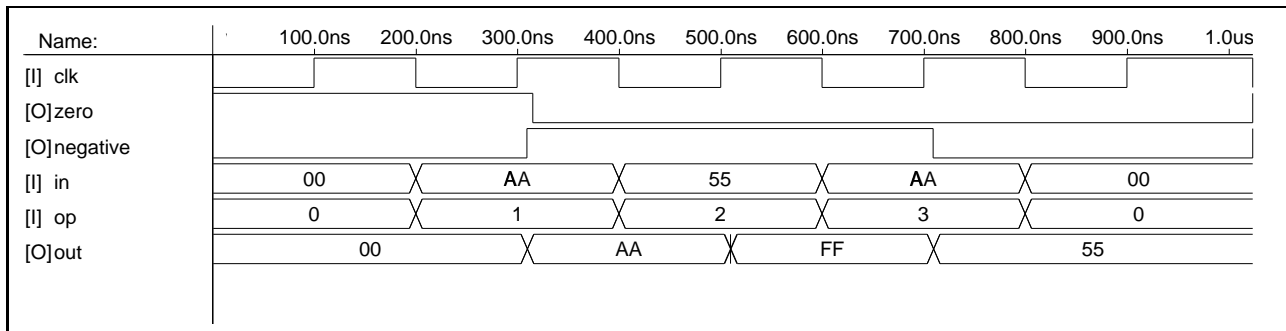 Name: 100.0ns 200.0ns 300.0ns 400.0ns 500.0ns 600.0ns 700.0ns 800.0ns 900.0ns 1.0us
[I] clk
[O] zero
[O] negative
[I] in 00 AA 55 AA 00
[I] op 0 1 2 3 0
[O] out 00 AA FF 55